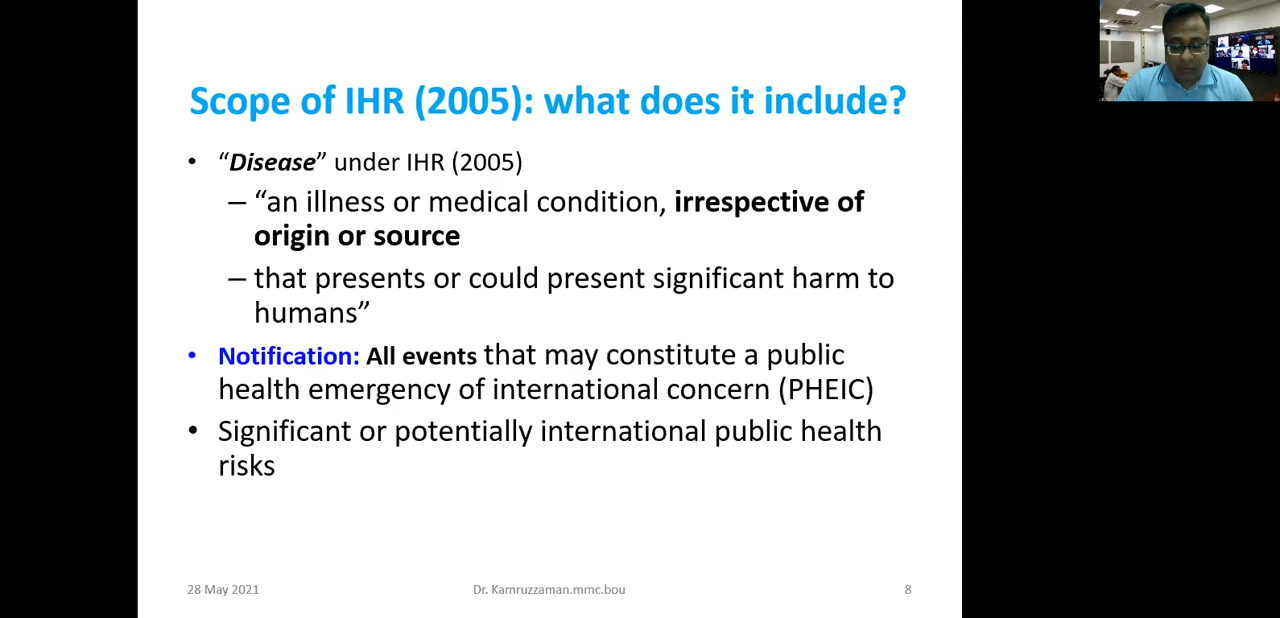 Scope of IHR (2005): what does it include?
• “Disease” under IHR (2005)
– “an illness or medical condition, irrespective of
origin or source
– that presents or could present significant harm to
humans”
• Notification: All events that may constitute a public
health emergency of international concern (PHEIC)
• Significant or potentially international public health
risks
28 May 2021
Dr. Kamruzzaman.mmc.bou
8